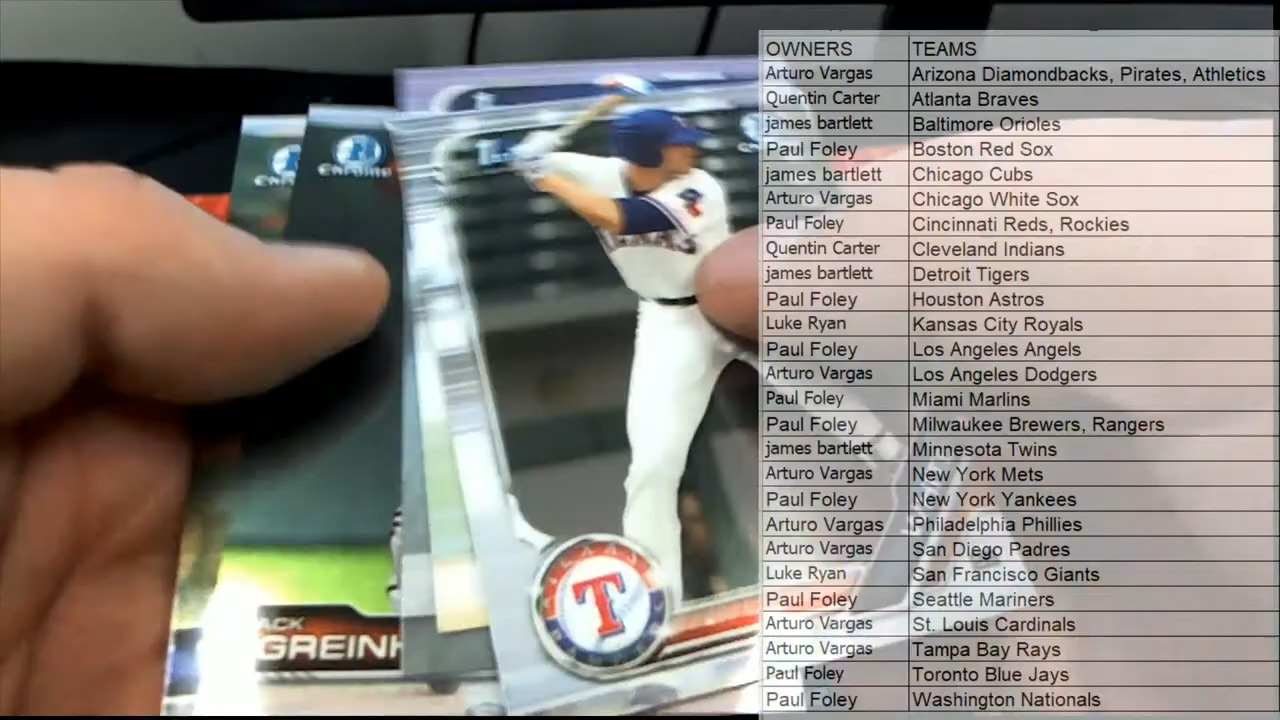 OWNERS TEAMS
Arturo Vargas Arizona Diamondbacks, Pirates, Athletics
Quentin Carter Atlanta Braves
james bartlett Baltimore Orioles
Paul Foley Boston Red Sox
james bartlett Chicago Cubs
Arturo Vargas Chicago White Sox
Paul Foley Cincinnati Reds, Rockies
Quentin Carter Cleveland Indians
james bartlett Detroit Tigers
Paul Foley Houston Astros
Luke Ryan Kansas City Royals
Paul Foley Los Angeles Angels
Arturo Vargas Los Angeles Dodgers
Paul Foley Miami Marlins
Paul Foley Milwaukee Brewers, Rangers
james bartlett Minnesota Twins
Arturo Vargas New York Mets
Paul Foley New York Yankees
Arturo Vargas Philadelphia Phillies
Arturo Vargas San Diego Padres
Luke Ryan San Francisco Giants
Paul Foley Seattle Mariners
Arturo Vargas St. Louis Cardinals
Arturo Vargas Tampa Bay Rays
Paul Foley Toronto Blue Jays
Paul Foley Washington Nationals
CHROME
T
ACK
GREIN